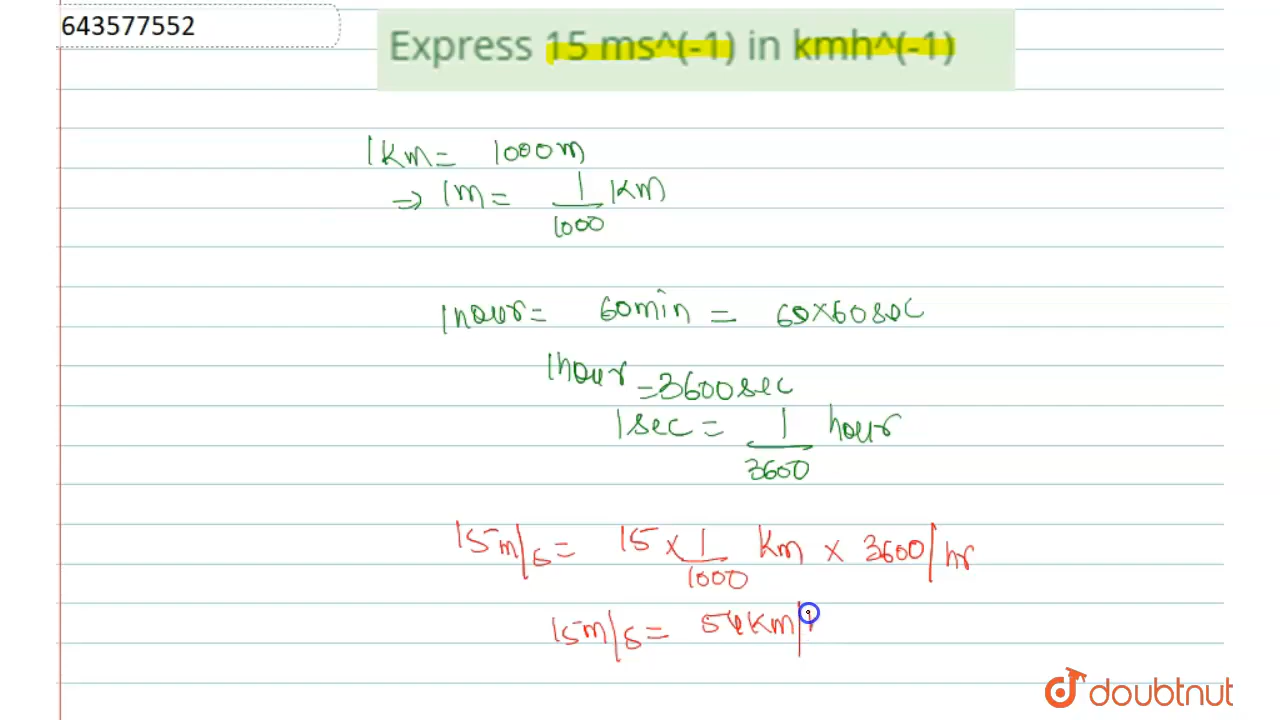 643577552
Express 15 ms^(-1) in kmh^(-1)
1Km = 1000m
⇒ 1m = 1/1000 Km
1hour = 60min = 60×60sec
1hour = 3600sec
1sec = 1/3600 hour
15m/s = 15 × 1/1000 Km × 3600/hr
15m/s = 54Km/
doubtnut